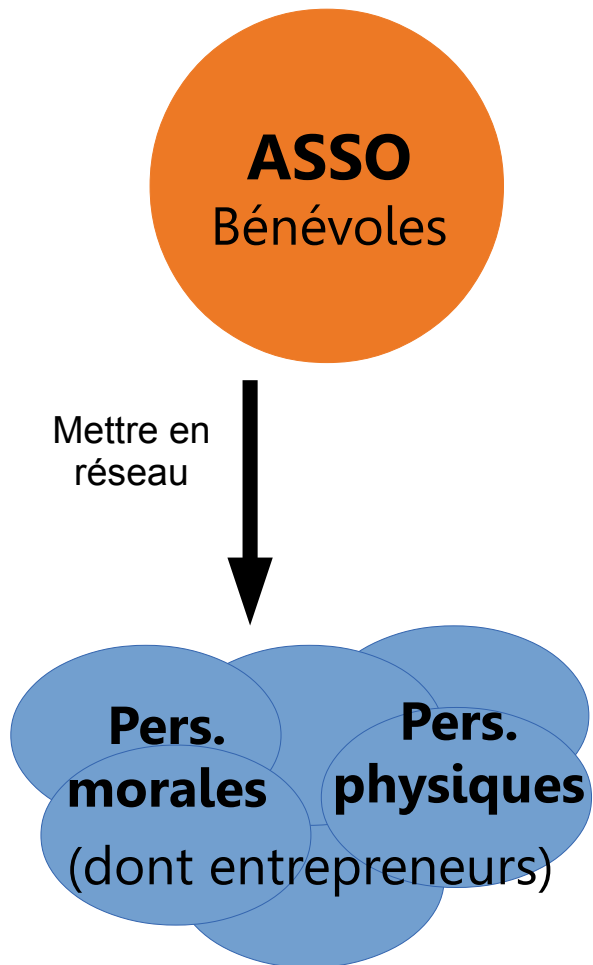 ASSO
Bénévoles
Mettre en
réseau
Pers.
morales
Pers.
physiques
(dont entrepreneurs)